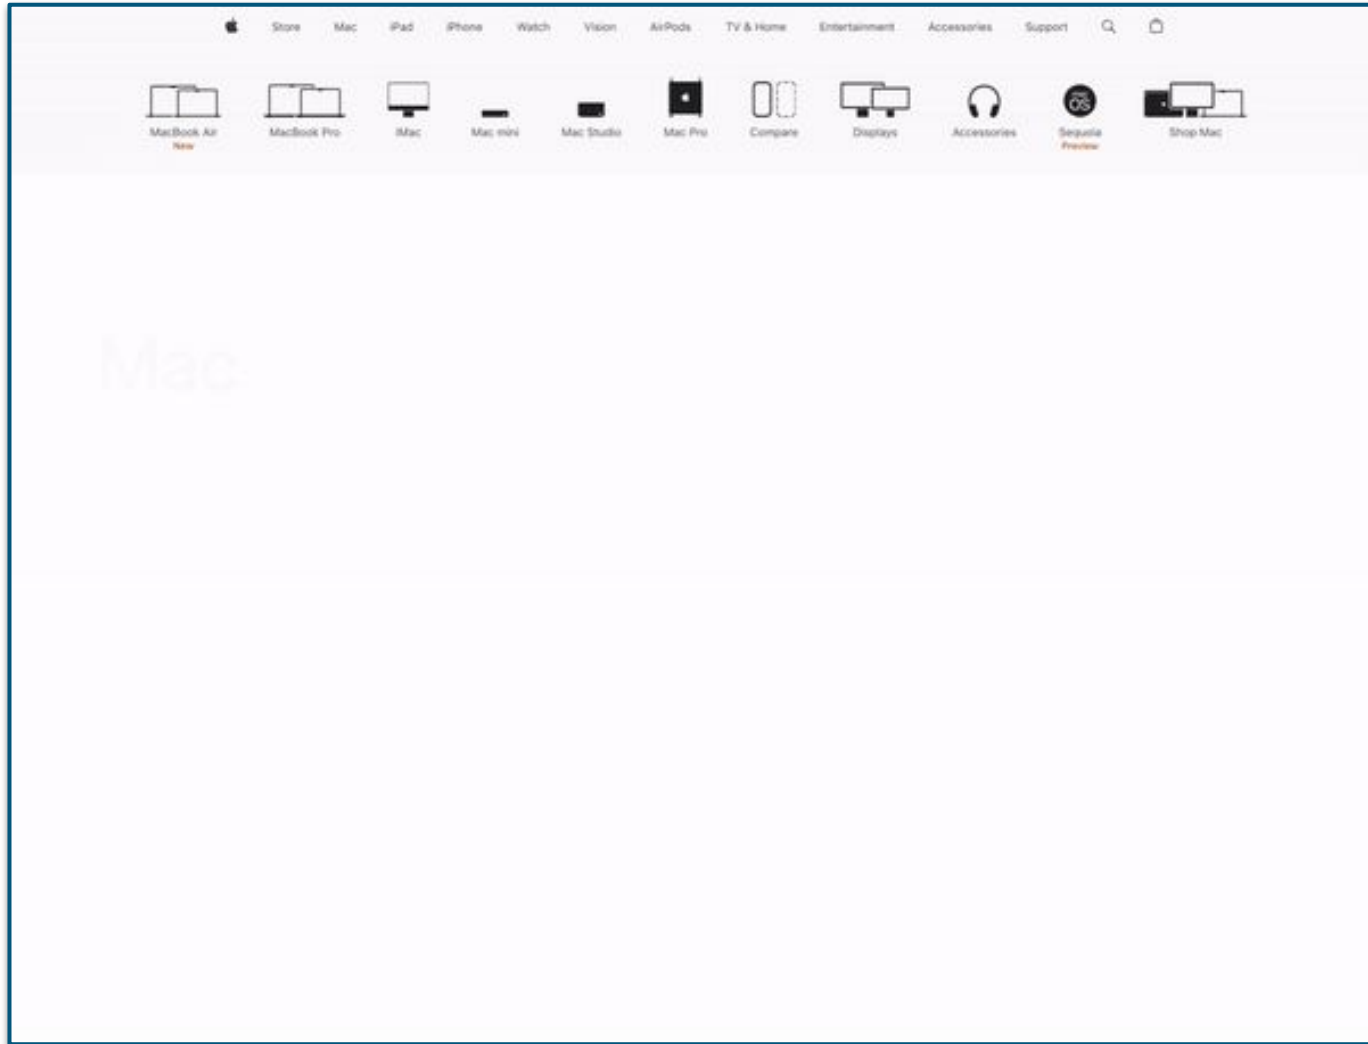 Store Mac iPad iPhone Watch Vision AirPods TV & Home Entertainment Accessories Support
MacBook Air MacBook Pro iMac Mac mini Mac Studio Mac Pro Compare Displays Accessories Sequoia Shop Mac
New Preview
Mac